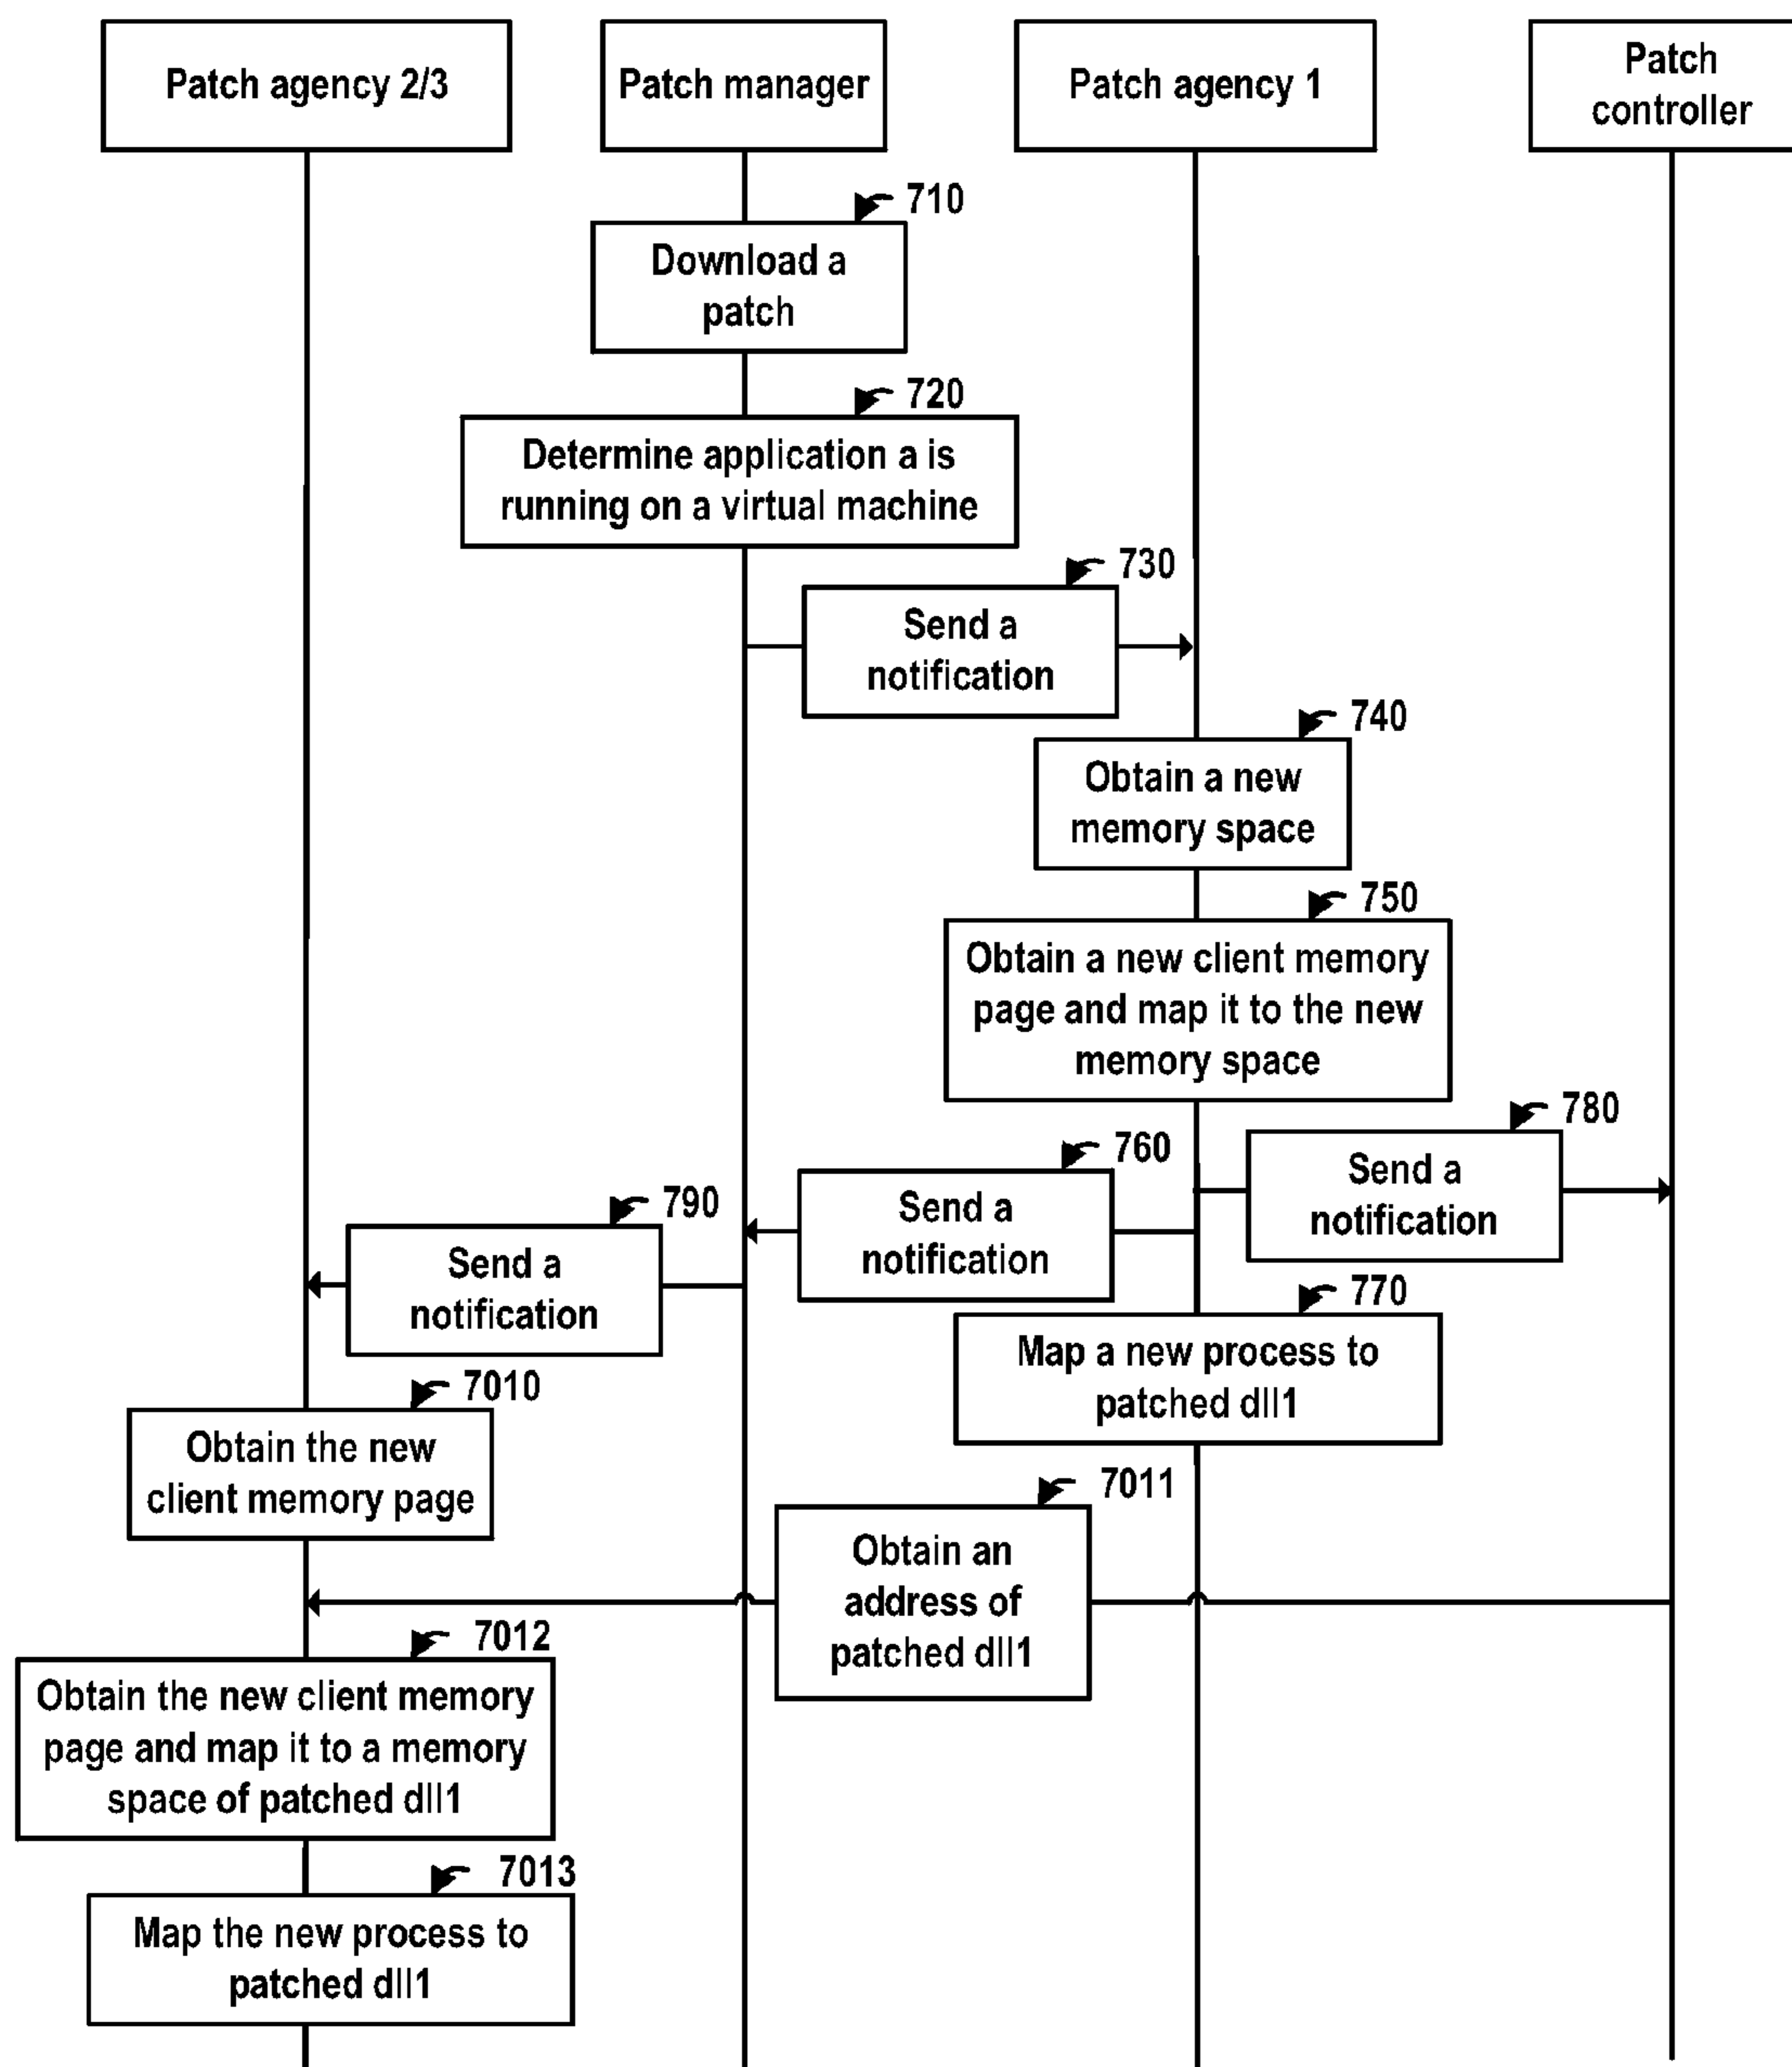 Patch agency 2/3
Patch manager
Patch agency 1
Patch
controller
710
Download a
patch
720
Determine application a is
running on a virtual machine
730
Send a
notification
740
Obtain a new
memory space
750
Obtain a new client memory
page and map it to the new
memory space
780
Send a
notification
760
Send a
notification
790
Send a
notification
770
Map a new process to
patched dll1
7010
Obtain the new
client memory page
7011
Obtain an
address of
patched dll1
7012
Obtain the new client memory
page and map it to a memory
space of patched dll1
7013
Map the new process to
patched dll1